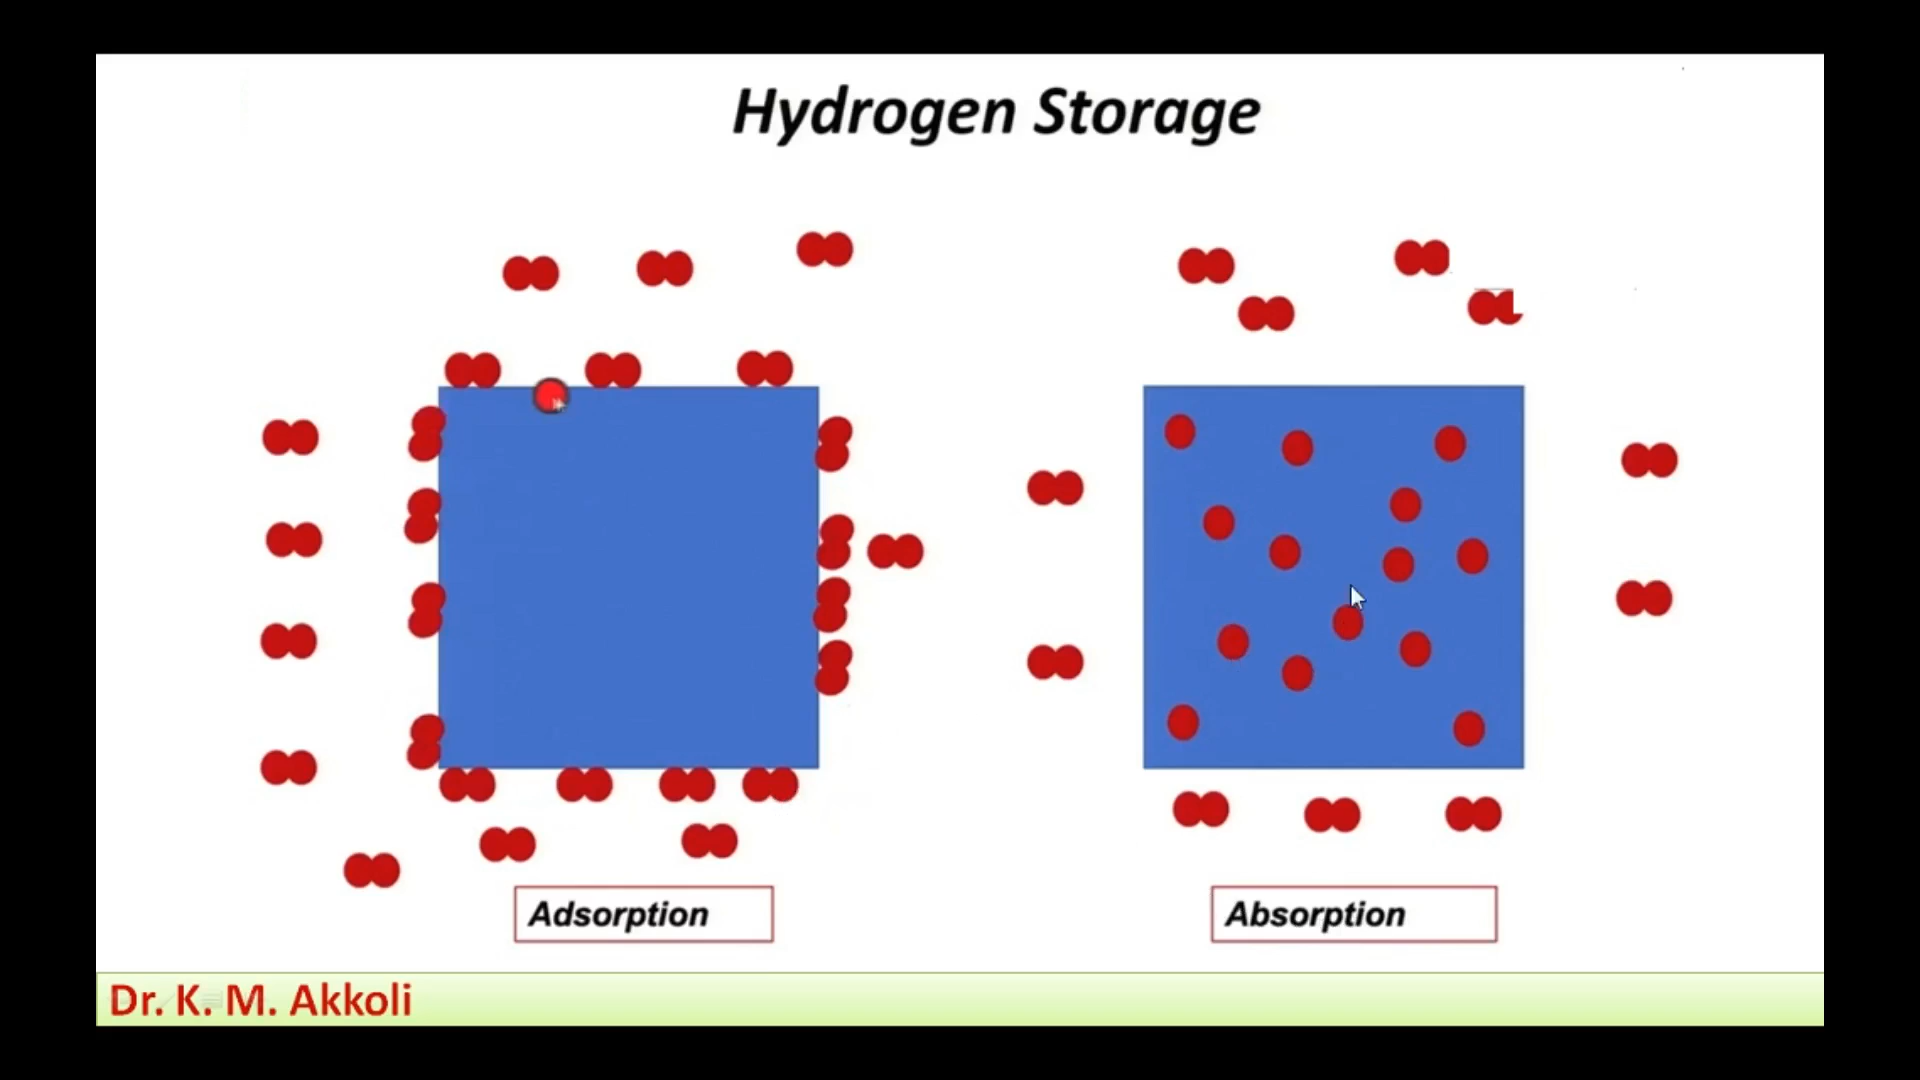 Hydrogen Storage
Adsorption
Absorption
Dr. K. M. Akkoli